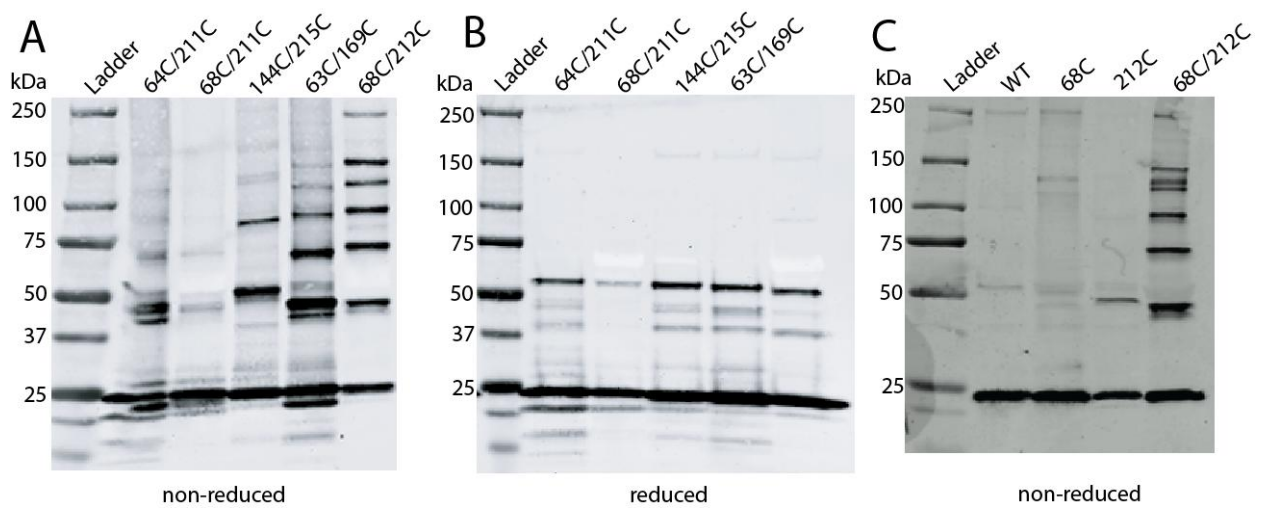 A
kDa
Ladder
64C/211C
68C/211C
144C/215C
63C/169C
68C/212C
250
150
100
75
50
37
25
non-reduced
B
kDa
Ladder
64C/211C
68C/211C
144C/215C
63C/169C
250
150
100
75
50
37
25
reduced
C
kDa
Ladder
WT
68C
212C
68C/212C
250
150
100
75
50
25
non-reduced